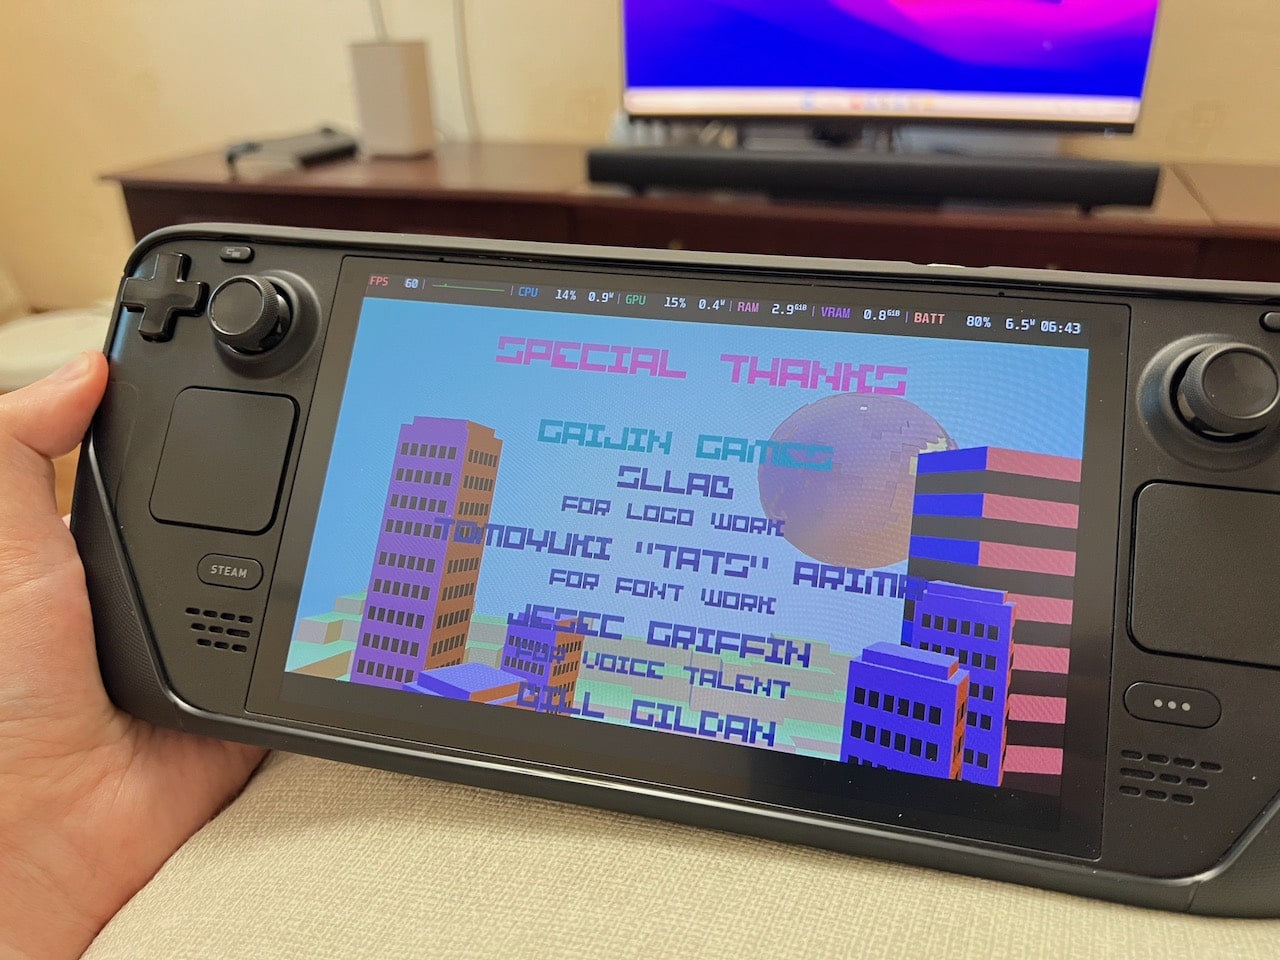 FPS 60 CPU 14% 0.9W GPU 15% 0.4W RAM 2.9GiB VRAM 0.8GiB BATT 80% 6.5W 06:43
SPECIAL THANKS
GAIJIN GAMES
SLLAB
FOR LOGO WORK
TOMOYUKI "TATS" ARIMA
FOR FONT WORK
JESEC GRIFFIN
FOR VOICE TALENT
GILDAN
STEAM